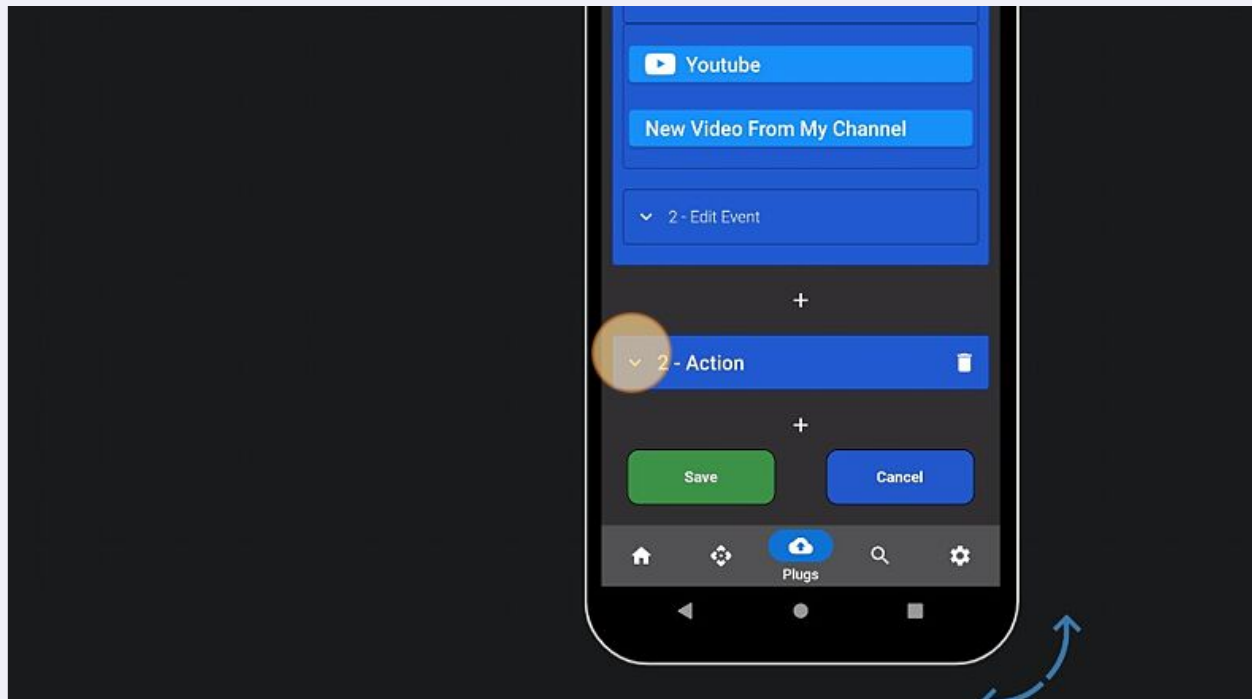 Youtube
New Video From My Channel
2 - Edit Event
+
2 - Action
+
Save
Cancel
Plugs